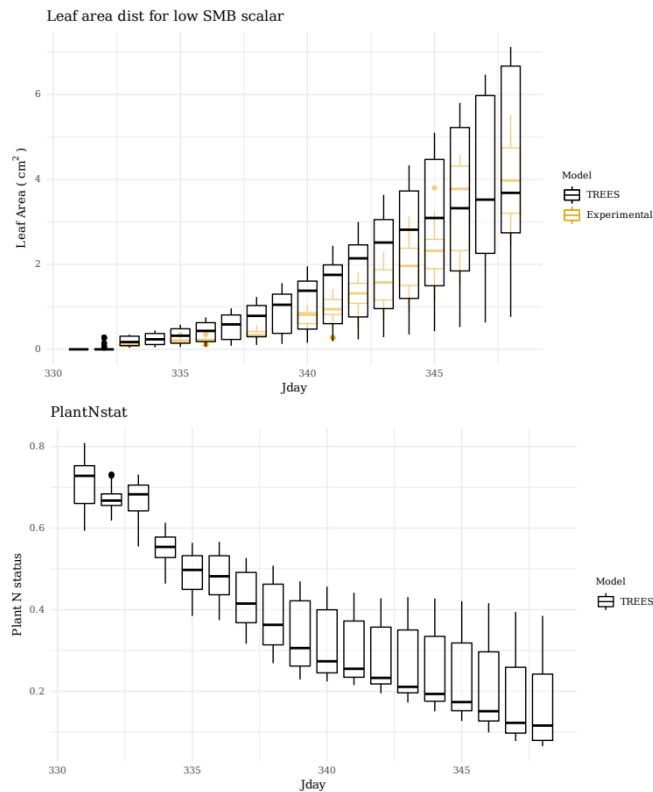 Leaf area dist for low SMB scalar
6
4
2
0
Leaf Area ( cm² )
330 335 340 345
Jday
Model
TREES
Experimental
PlantNstat
0.8
0.6
0.4
0.2
Plant N status
330 335 340 345
Jday
Model
TREES